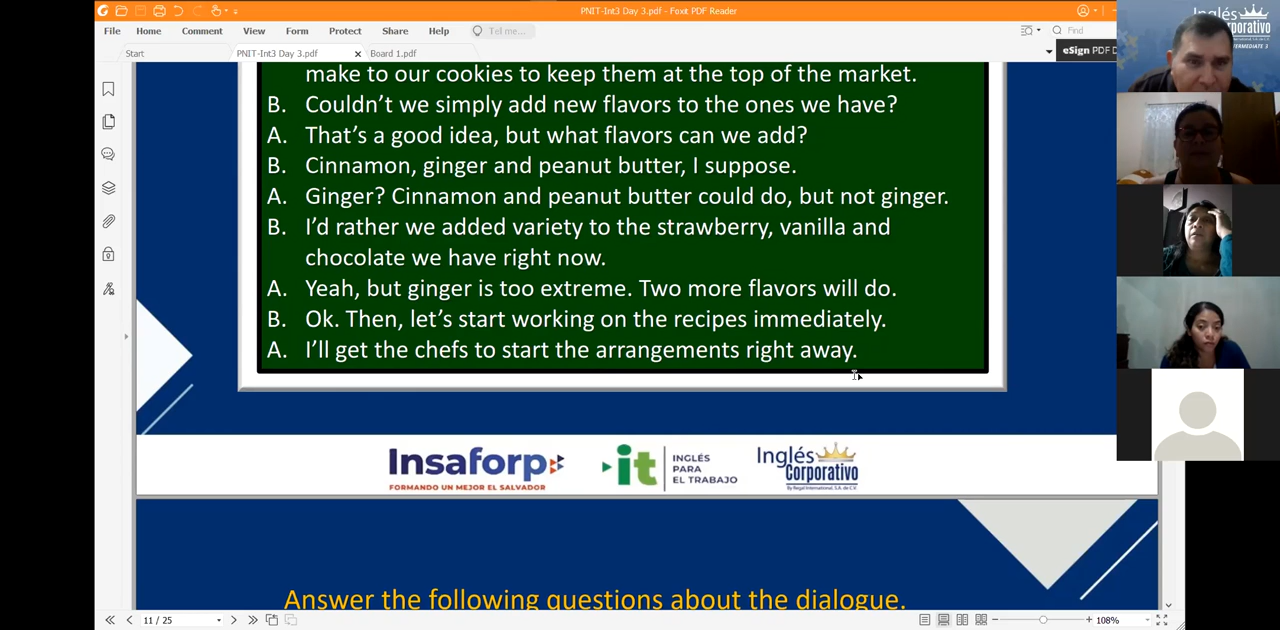 PNIT-Int3 Day 3.pdf - Foxit PDF Reader
File Home Comment View Form Protect Share Help Tell me... Find
Start PNIT-Int3 Day 3.pdf Board 1.pdf eSign PDF D
Inglés
Corporativo
make to our cookies to keep them at the top of the market.
B. Couldn't we simply add new flavors to the ones we have?
A. That's a good idea, but what flavors can we add?
B. Cinnamon, ginger and peanut butter, I suppose.
A. Ginger? Cinnamon and peanut butter could do, but not ginger.
B. I'd rather we added variety to the strawberry, vanilla and
chocolate we have right now.
A. Yeah, but ginger is too extreme. Two more flavors will do.
B. Ok. Then, let's start working on the recipes immediately.
A. I'll get the chefs to start the arrangements right away.
Insaforp
FORMANDO UN MEJOR EL SALVADOR
it
INGLÉS
PARA
EL TRABAJO
Inglés
Corporativo
By Regal International, S.A. de C.V.
Answer the following questions about the dialogue.
11 / 25 108%